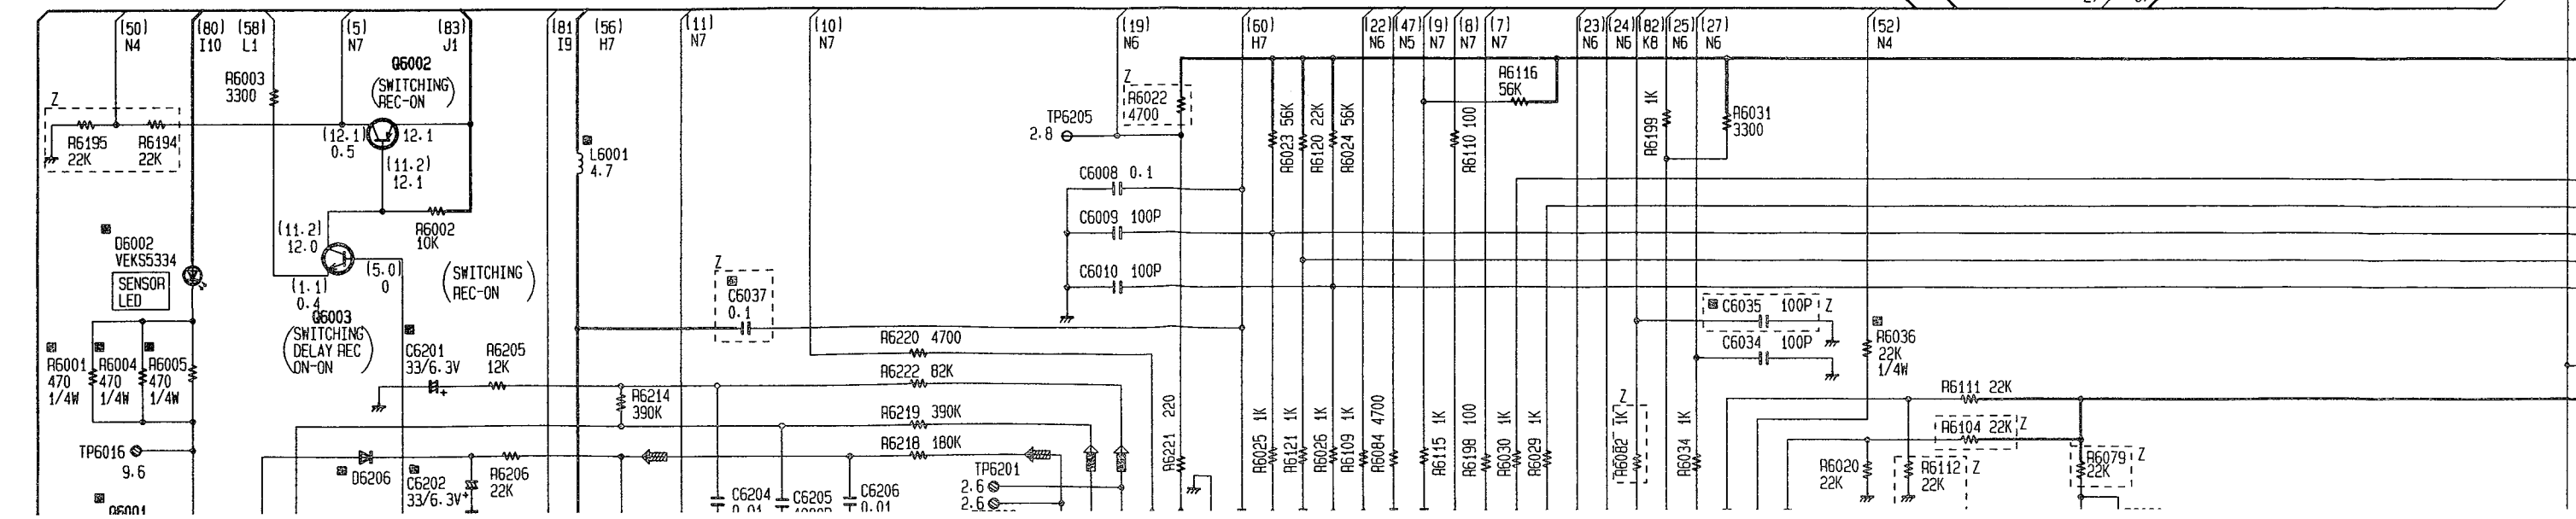 (50)
N4
(80)
I10
(58)
L1
(5)
N7
(83)
J1
(81
I9
(56)
H7
(11)
N7
(10)
N7
(19)
N6
(60)
H7
(22)
N6
(47)
N5
(9)
N7
(8)
N7
(7)
N7
(23)
N6
(24)
N6
(82)
K8
(25)
N6
(27)
N6
(52)
N4
Q6002
(SWITCHING
REC-ON)
R6003
3300
Z
R6195
22K
R6194
22K
(12.1)
0.5
12.1
(11.2)
12.1
L6001
4.7
TP6205
2.8
Z
R6022
4700
R6023 56K
R6120 22K
R6024 56K
R6116
56K
R6110 100
R6199 1K
R6031
3300
C6008 0.1
C6009 100P
C6010 100P
D6002
VEKS5334
SENSOR
LED
(11.2)
12.0
R6002
10K
(5.0)
0
(SWITCHING
REC-ON)
(1.1)
0.4
Q6003
(SWITCHING
DELAY REC
ON-ON)
Z
C6037
0.1
C6035 100P
Z
C6034 100P
R6036
22K
1/4W
R6001
470
1/4W
R6004
470
1/4W
R6005
470
1/4W
C6201
33/6.3V
+
R6205
12K
R6214
390K
R6220 4700
R6222 82K
R6219 390K
R6218 180K
R6221 220
R6025 1K
R6121 1K
R6026 1K
R6109 1K
R6084 4700
R6115 1K
R6198 100
R6030 1K
R6029 1K
Z
R6082 1K
R6034 1K
R6111 22K
R6104 22K
Z
R6020
22K
R6112
22K
Z
R6079
22K
Z
TP6016
9.6
D6206
C6202
33/6.3V
+
R6206
22K
TP6201
2.6
2.6
C6204
0.01
C6205
C6206
0.01
Q6001